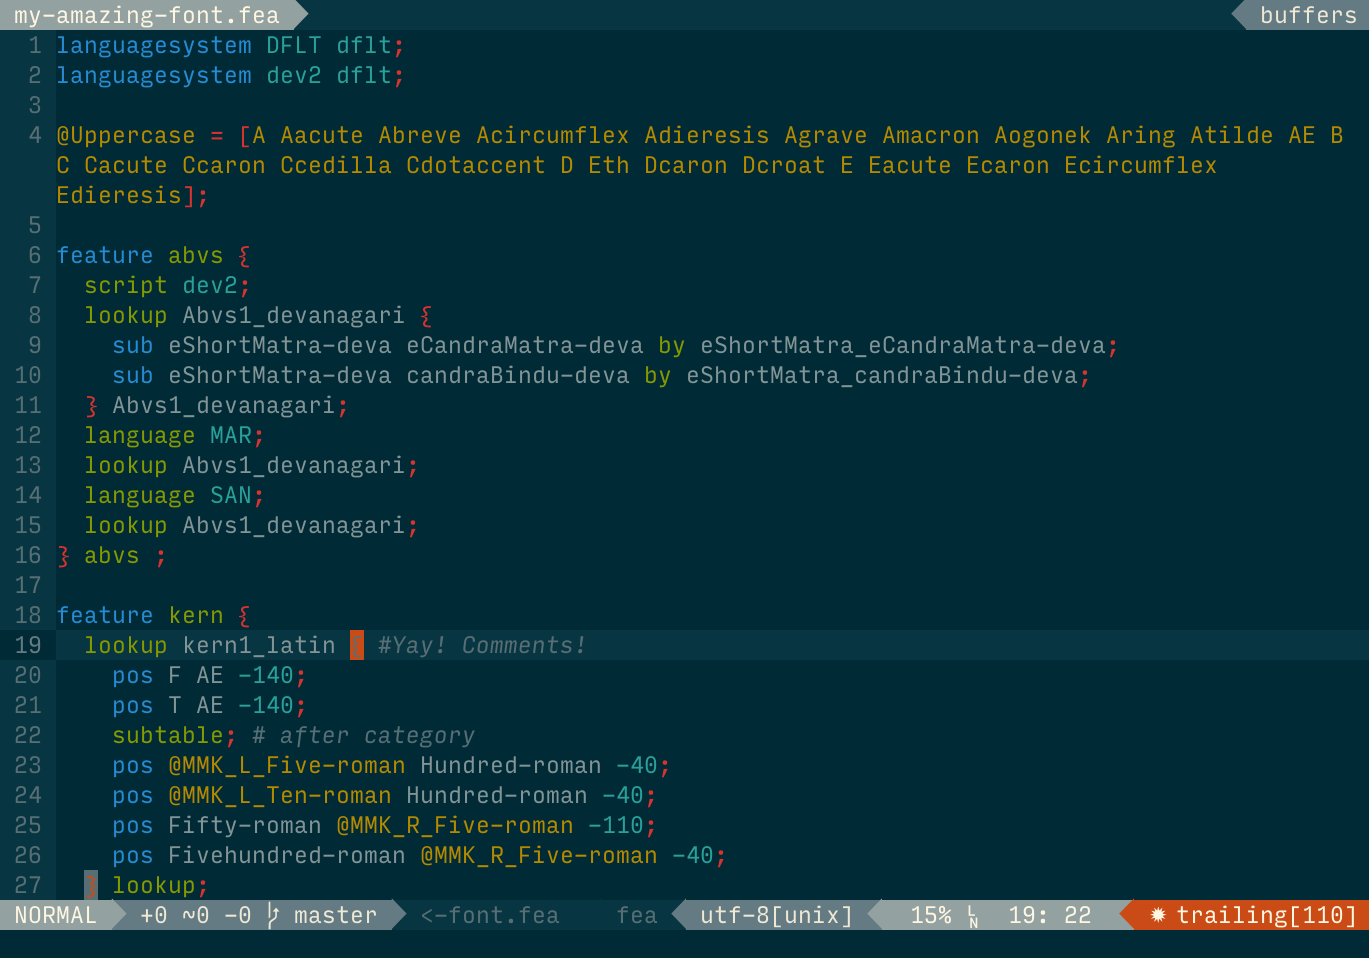 my-amazing-font.fea buffers
1 languagesystem DFLT dflt;
2 languagesystem dev2 dflt;
3
4 @Uppercase = [A Aacute Abreve Acircumflex Adieresis Agrave Amacron Aogonek Aring Atilde AE B
C Cacute Ccaron Ccedilla Cdotaccent D Eth Dcaron Dcroat E Eacute Ecaron Ecircumflex
Edieresis];
5
6 feature abvs {
7   script dev2;
8   lookup Abvs1_devanagari {
9     sub eShortMatra-deva eCandraMatra-deva by eShortMatra_eCandraMatra-deva;
10     sub eShortMatra-deva candraBindu-deva by eShortMatra_candraBindu-deva;
11   } Abvs1_devanagari;
12   language MAR;
13   lookup Abvs1_devanagari;
14   language SAN;
15   lookup Abvs1_devanagari;
16 } abvs ;
17
18 feature kern {
19   lookup kern1_latin { #Yay! Comments!
20     pos F AE -140;
21     pos T AE -140;
22     subtable; # after category
23     pos @MMK_L_Five-roman Hundred-roman -40;
24     pos @MMK_L_Ten-roman Hundred-roman -40;
25     pos Fifty-roman @MMK_R_Five-roman -110;
26     pos Fivehundred-roman @MMK_R_Five-roman -40;
27   } lookup;
NORMAL +0 ~0 -0 master <-font.fea fea utf-8[unix] 15% LN 19: 22 ✹ trailing[110]